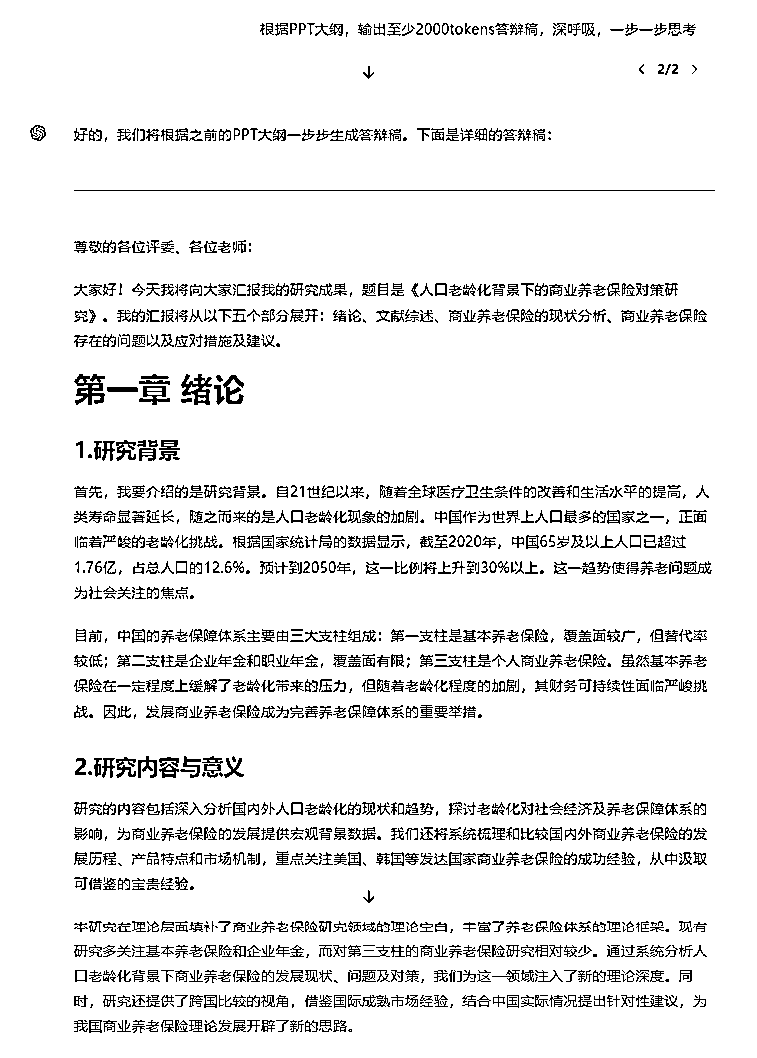 根据PPT大纲，输出至少2000tokens答辩稿，深呼吸，一步一步思考
2/2
好的，我们将根据之前的PPT大纲一步步生成答辩稿。下面是详细的答辩稿：
尊敬的各位评委、各位老师：
大家好！今天我将向大家汇报我的研究成果，题目是《人口老龄化背景下的商业养老保险对策研
究》。我的汇报将从以下五个部分展开：绪论、文献综述、商业养老保险的现状分析、商业养老保险
存在的问题以及应对措施及建议。
第一章 绪论
1.研究背景
首先，我要介绍的是研究背景。自21世纪以来，随着全球医疗卫生条件的改善和生活水平的提高，人
类寿命显著延长，随之而来的是人口老龄化现象的加剧。中国作为世界上人口最多的国家之一，正面
临着严峻的老龄化挑战。根据国家统计局的数据显示，截至2020年，中国65岁及以上人口已超过
1.76亿，占总人口的12.6%。预计到2050年，这一比例将上升到30%以上。这一趋势使得养老问题成
为社会关注的焦点。
目前，中国的养老保障体系主要由三大支柱组成：第一支柱是基本养老保险，覆盖面较广，但替代率
较低；第二支柱是企业年金和职业年金，覆盖面有限；第三支柱是个人商业养老保险。虽然基本养老
保险在一定程度上缓解了老龄化带来的压力，但随着老龄化程度的加剧，其财务可持续性面临严峻挑
战。因此，发展商业养老保险成为完善养老保障体系的重要举措。
2.研究内容与意义
研究的内容包括深入分析国内外人口老龄化的现状和趋势，探讨老龄化对社会经济及养老保障体系的
影响，为商业养老保险的发展提供宏观背景数据。我们还将系统梳理和比较国内外商业养老保险的发
展历程、产品特点和市场机制，重点关注美国、韩国等发达国家商业养老保险的成功经验，从中汲取
可借鉴的宝贵经验。
本研究在理论层面填补了商业养老保险研究领域的理论空白，丰富了养老保险体系的理论框架。现有
研究多关注基本养老保险和企业年金，而对第三支柱的商业养老保险研究相对较少。通过系统分析人
口老龄化背景下商业养老保险的发展现状、问题及对策，我们为这一领域注入了新的理论深度。同
时，研究还提供了跨国比较的视角，借鉴国际成熟市场经验，结合中国实际情况提出针对性建议，为
我国商业养老保险理论发展开辟了新的思路。